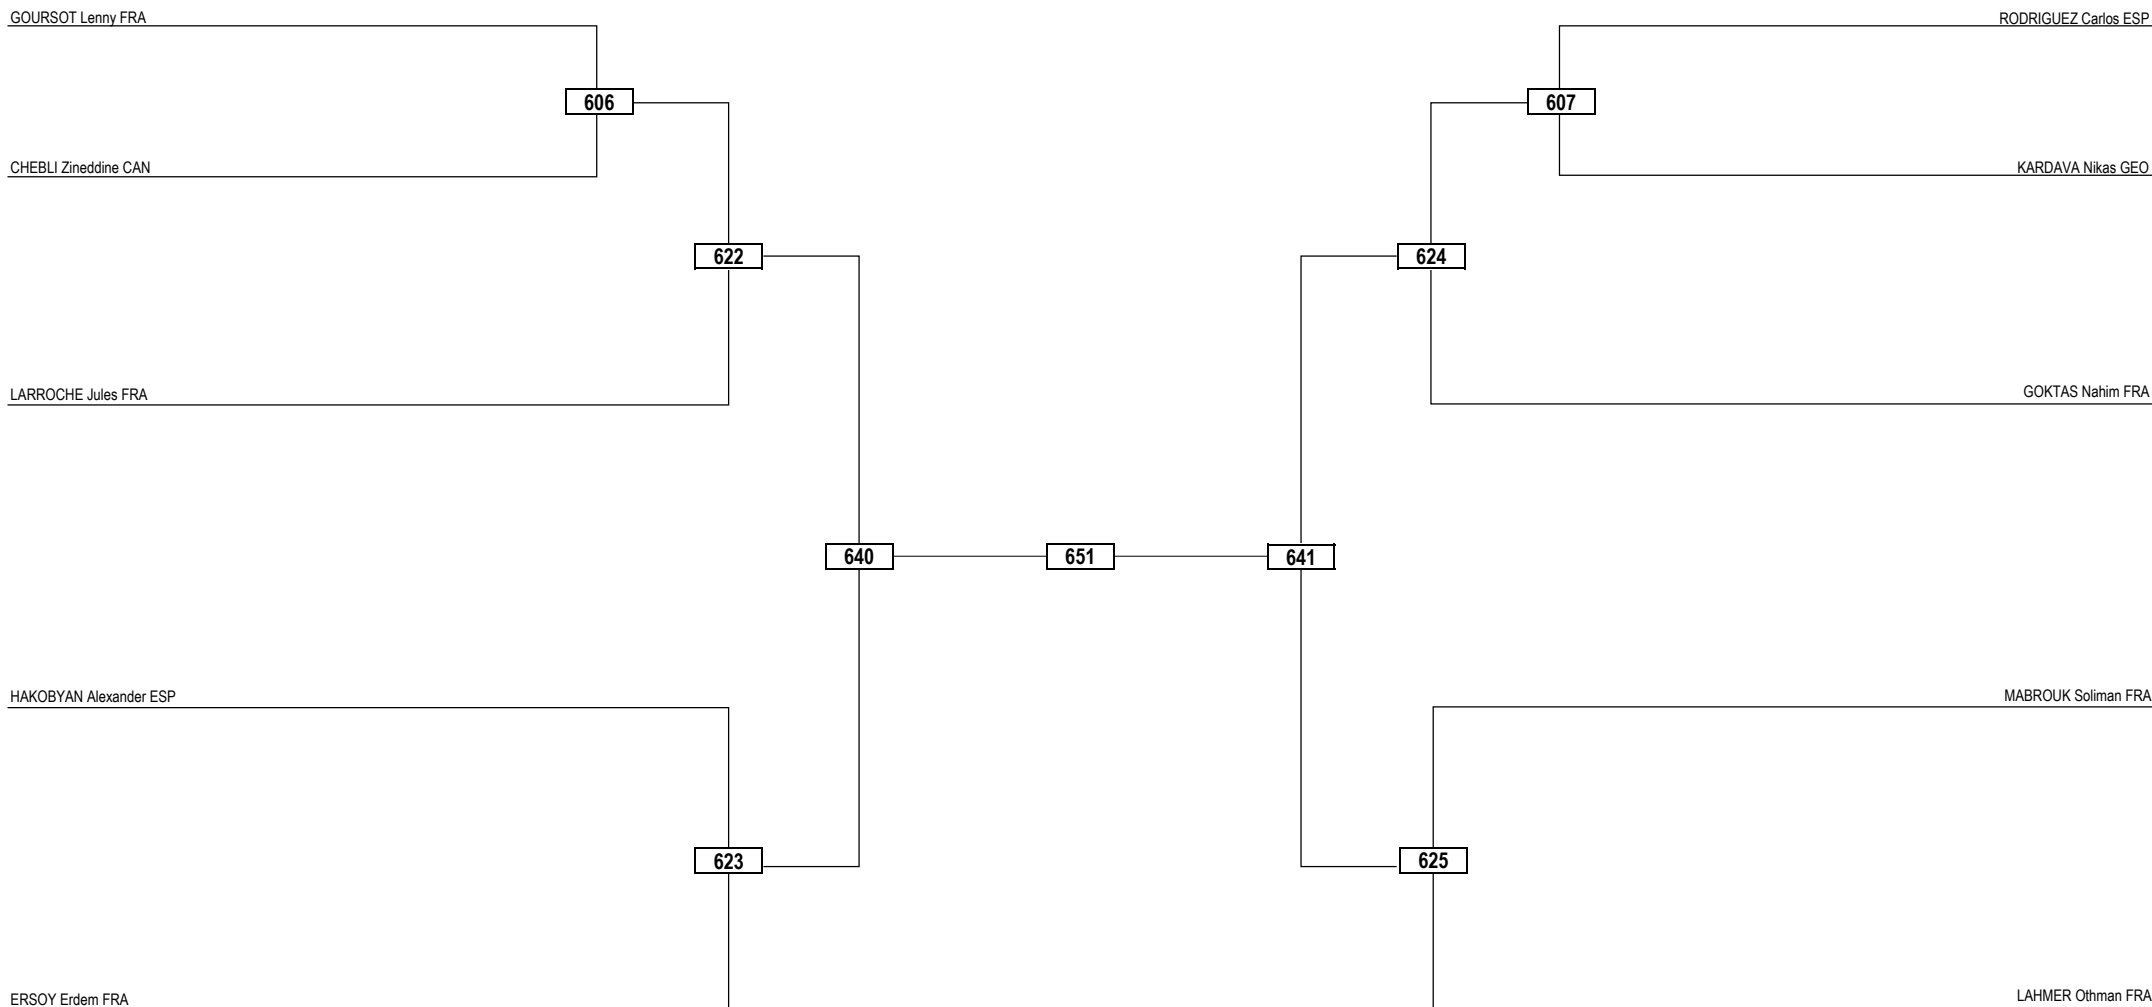 GOURSOT Lenny FRA
RODRIGUEZ Carlos ESP
606
607
CHEBLI Zineddine CAN
KARDAVA Nikas GEO
622
624
LARROCHE Jules FRA
GOKTAS Nahim FRA
640
651
641
HAKOBYAN Alexander ESP
MABROUK Soliman FRA
623
625
ERSOY Erdem FRA
LAHMER Othman FRA